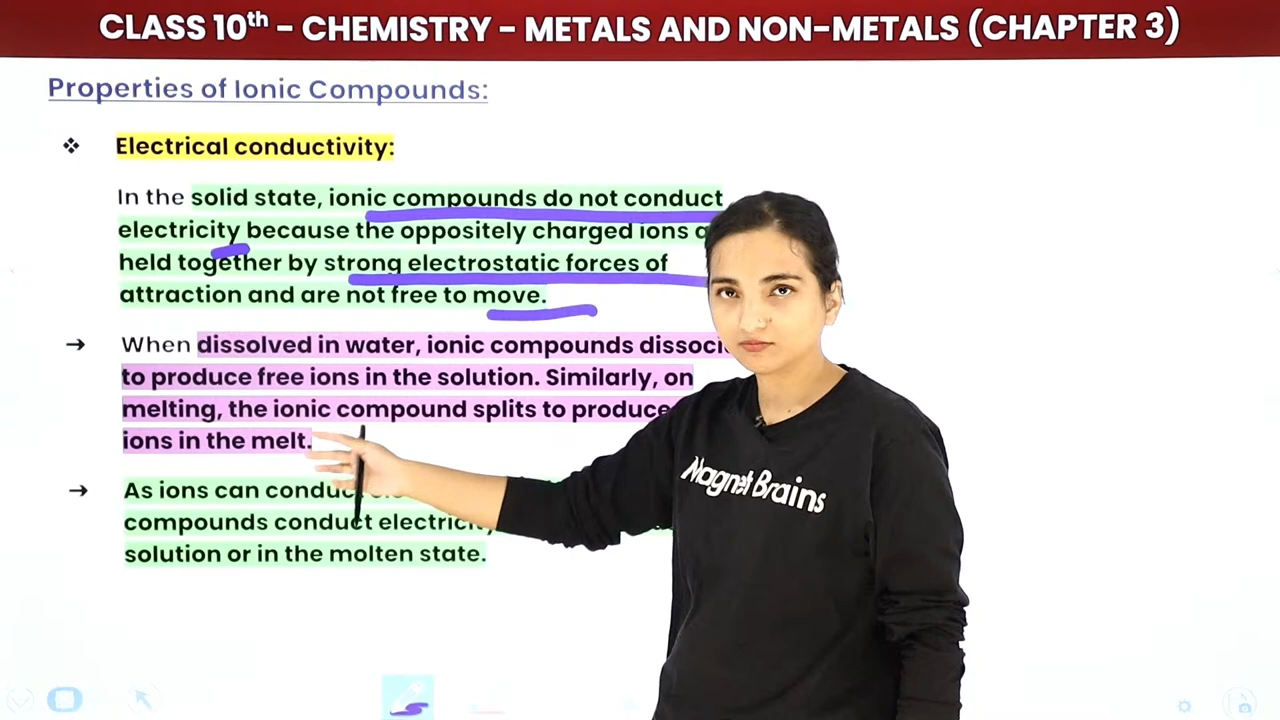 CLASS 10th - CHEMISTRY - METALS AND NON-METALS (CHAPTER 3)
Properties of Ionic Compounds:
❖ Electrical conductivity:
In the solid state, ionic compounds do not conduct
electricity because the oppositely charged ions
held together by strong electrostatic forces of
attraction and are not free to move.
→ When dissolved in water, ionic compounds
to produce free ions in the solution. Similarly, on
melting, the ionic compound splits to produce
ions in the melt.
→ As ions can
compounds conduct
solution or in the molten state.
Magnet Brains